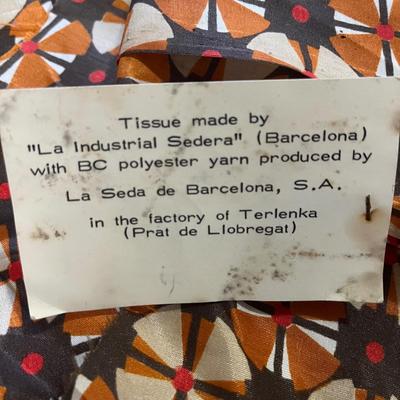 Tissue made by
"La Industrial Sedera" (Barcelona)
with BC polyester yarn produced by
La Seda de Barcelona, S.A.
in the factory of Terlenka
(Prat de Llobregat)